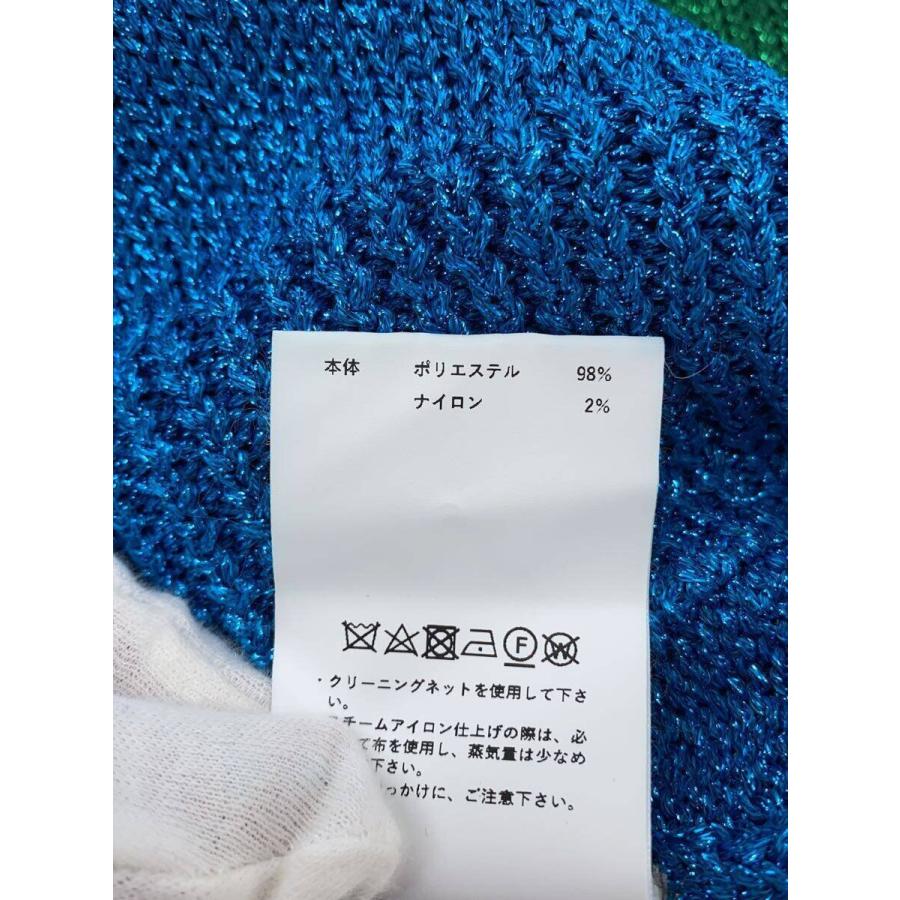 本体 ポリエステル 98%
ナイロン 2%
F W
・クリーニングネットを使用して下さ
い。
チームアイロン仕上げの際は、必
て布を使用し、蒸気量は少なめ
下さい。
っかけに、ご注意下さい。